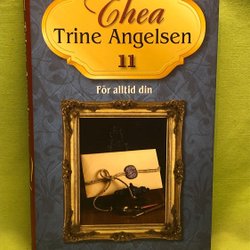 Thea
Trine Angelsen
11
För alltid din